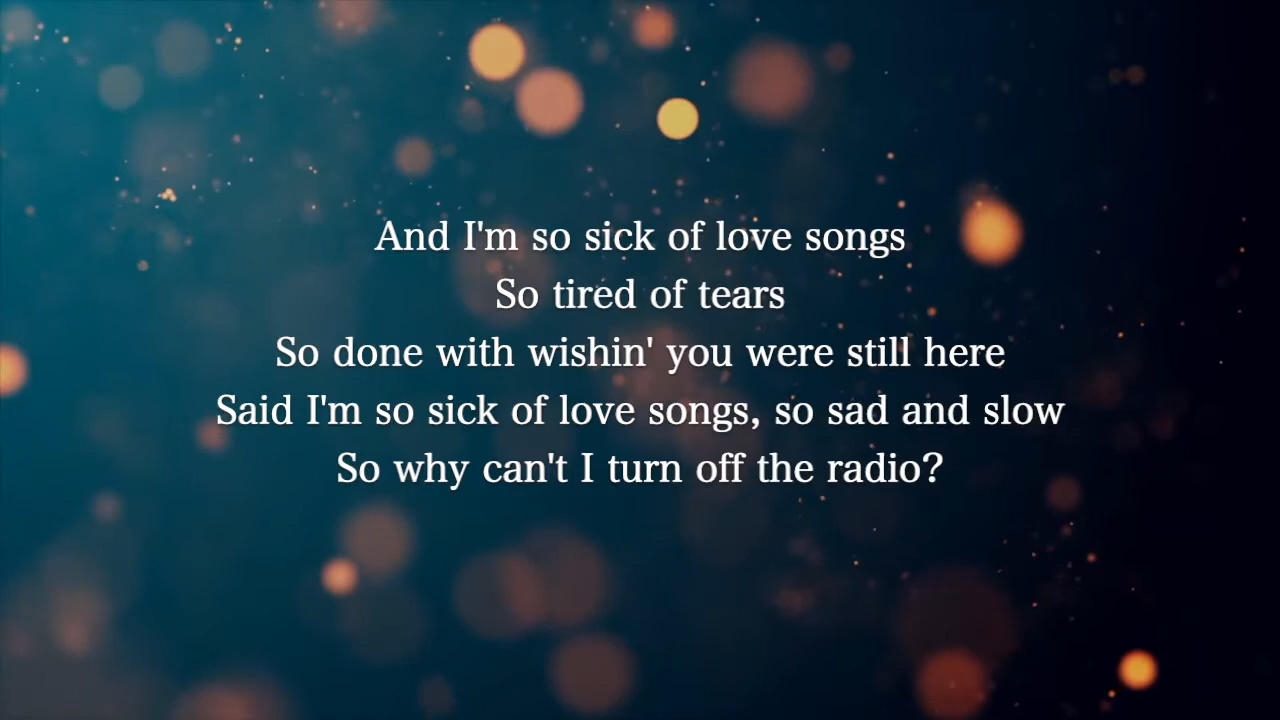 And I'm so sick of love songs
So tired of tears
So done with wishin' you were still here
Said I'm so sick of love songs, so sad and slow
So why can't I turn off the radio?